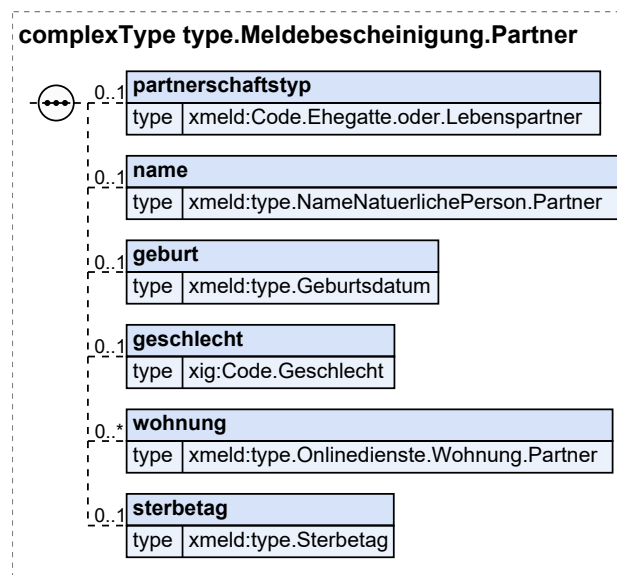 complexType type.Meldebescheinigung.Partner
0..1 partnerschaftstyp
type xmeld:Code.Ehegatte.oder.Lebenspartner
0..1 name
type xmeld:type.NameNatuerlichePerson.Partner
0..1 geburt
type xmeld:type.Geburtsdatum
0..1 geschlecht
type xig:Code.Geschlecht
0..* wohnung
type xmeld:type.Onlinedienste.Wohnung.Partner
0..1 sterbetag
type xmeld:type.Sterbetag